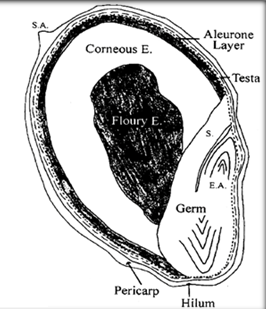 S.A.
Aleurone
Layer
Corneous E.
Testa
Floury E.
S.
E.A.
Germ
Pericarp
Hilum